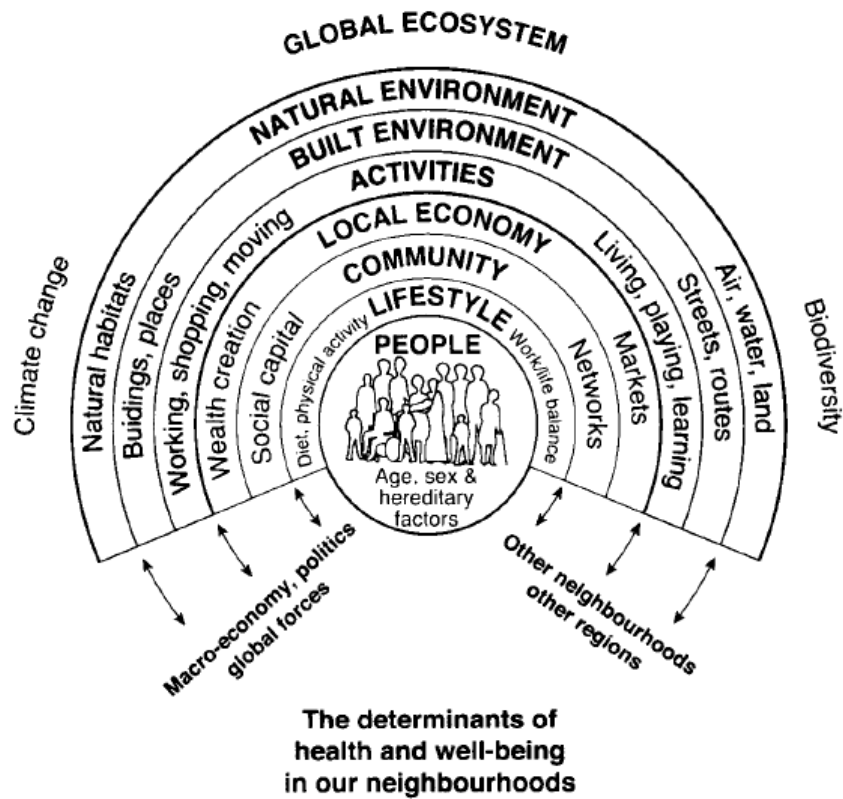 GLOBAL ECOSYSTEM
NATURAL ENVIRONMENT
BUILT ENVIRONMENT
ACTIVITIES
LOCAL ECONOMY
COMMUNITY
LIFESTYLE
PEOPLE
Age, sex &
hereditary
factors
Climate change
Natural habitats
Buidings, places
Working, shopping, moving
Wealth creation
Social capital
Diet, physical activity
Work/life balance
Networks
Markets
Living, playing, learning
Streets, routes
Air, water, land
Biodiversity
Macro-economy, politics
global forces
Other neighbourhoods
other regions
The determinants of
health and well-being
in our neighbourhoods